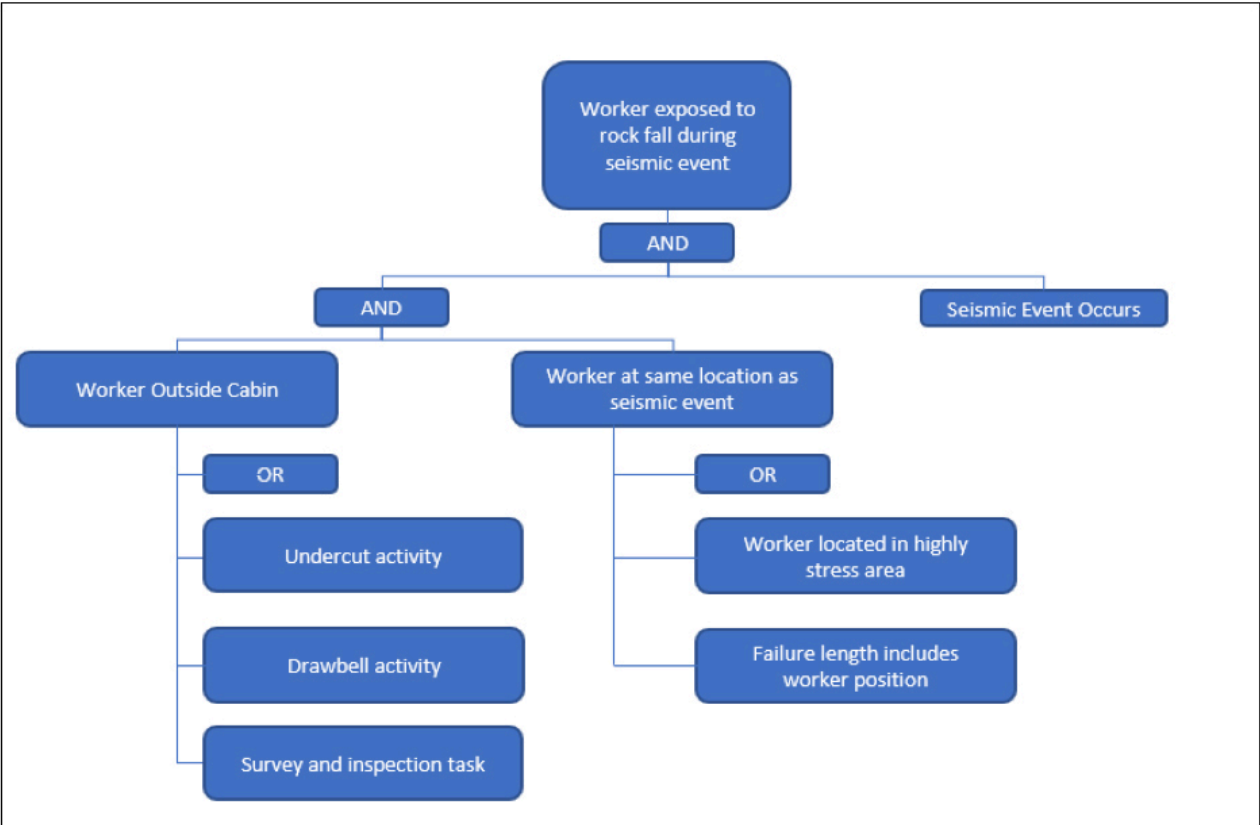 Worker exposed to
rock fall during
seismic event
AND
AND
Seismic Event Occurs
Worker Outside Cabin
Worker at same location as
seismic event
OR
OR
Undercut activity
Worker located in highly
stress area
Drawbell activity
Failure length includes
worker position
Survey and inspection task